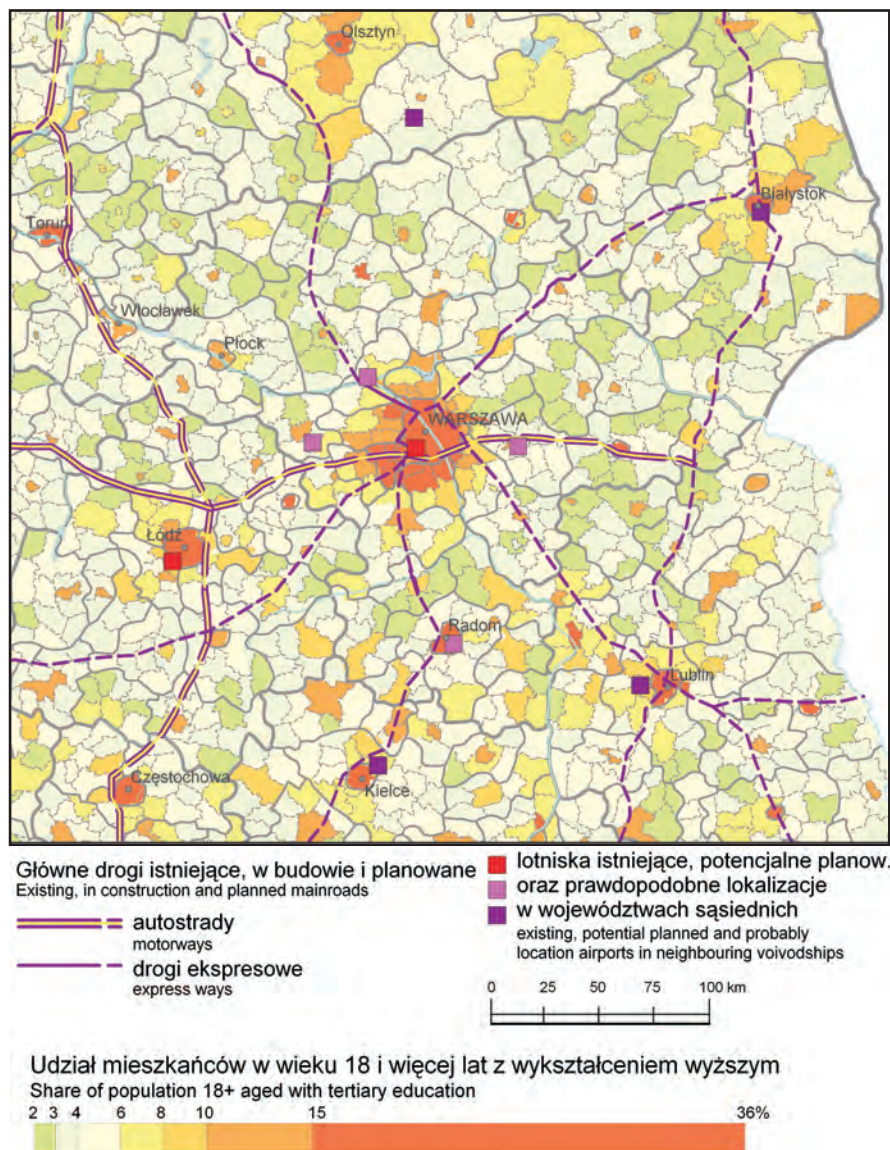 Olsztyn
Białystok
Toruń
Włocławek
Płock
WARSZAWA
Łódź
Radom
Lublin
Częstochowa
Kielce
Główne drogi istniejące, w budowie i planowane
Existing, in construction and planned mainroads
autostrady
motorways
drogi ekspresowe
express ways
lotniska istniejące, potencjalne planow.
oraz prawdopodobne lokalizacje
w województwach sąsiednich
existing, potential planned and probably
location airports in neighbouring voivodships
0 25 50 75 100 km
Udział mieszkańców w wieku 18 i więcej lat z wykształceniem wyższym
Share of population 18+ aged with tertiary education
2 3 4 6 8 10 15 36%